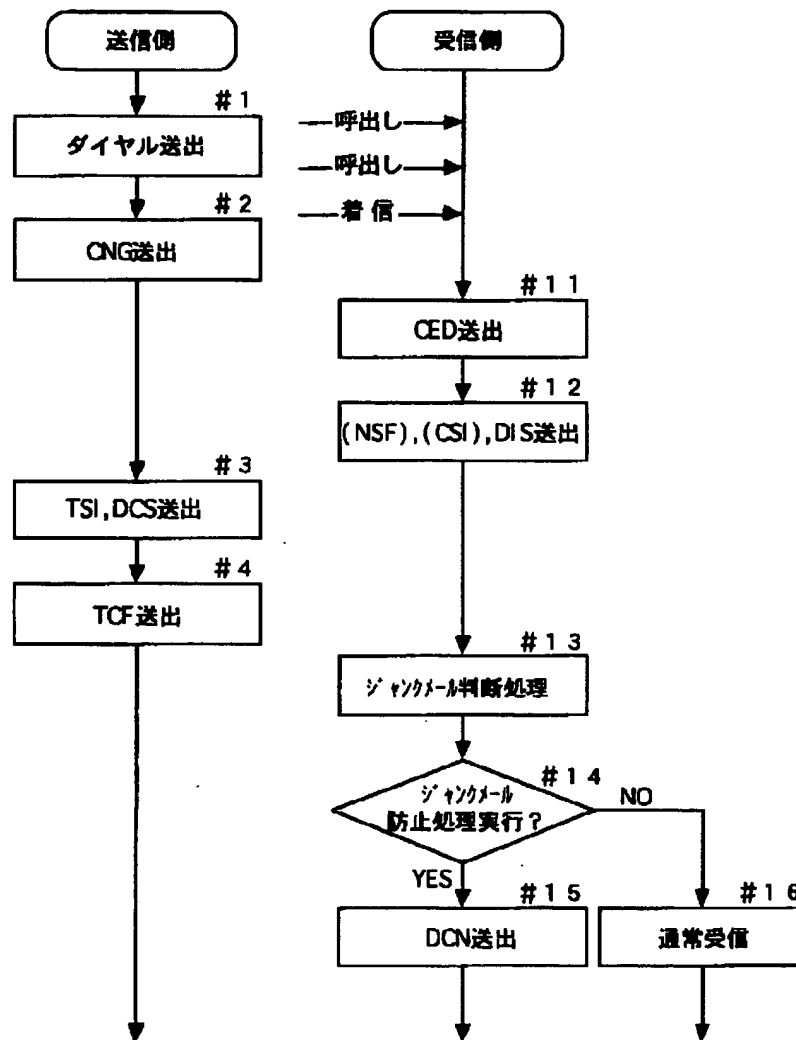 送信側
#1
ダイヤル送出
#2
CNG送出
#3
TSI,DCS送出
#4
TCF送出
受信側
呼出し
呼出し
着信
#11
CED送出
#12
(NSF),(CSI),DIS送出
#13
ジャンクメール判断処理
#14
ジャンクメール
防止処理実行?
NO
YES
#15
DCN送出
#16
通常受信